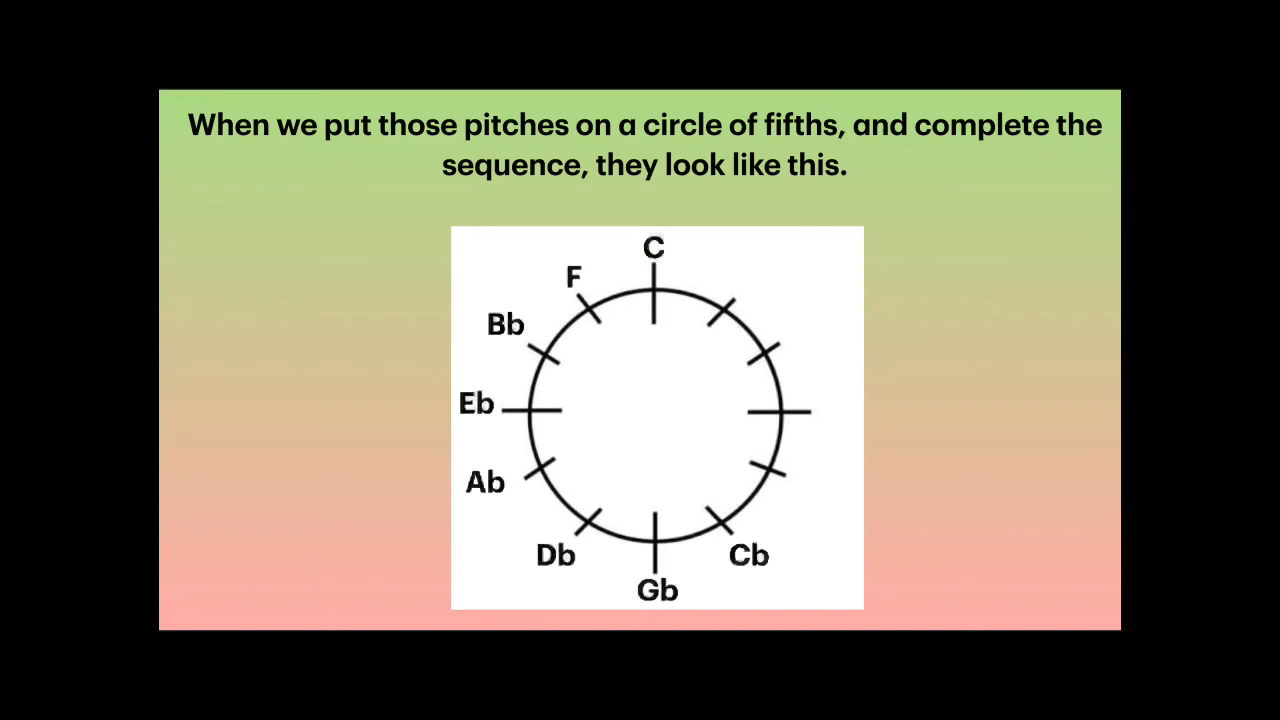 When we put those pitches on a circle of fifths, and complete the
sequence, they look like this.
C
F
Bb
Eb
Ab
Db
Gb
Cb